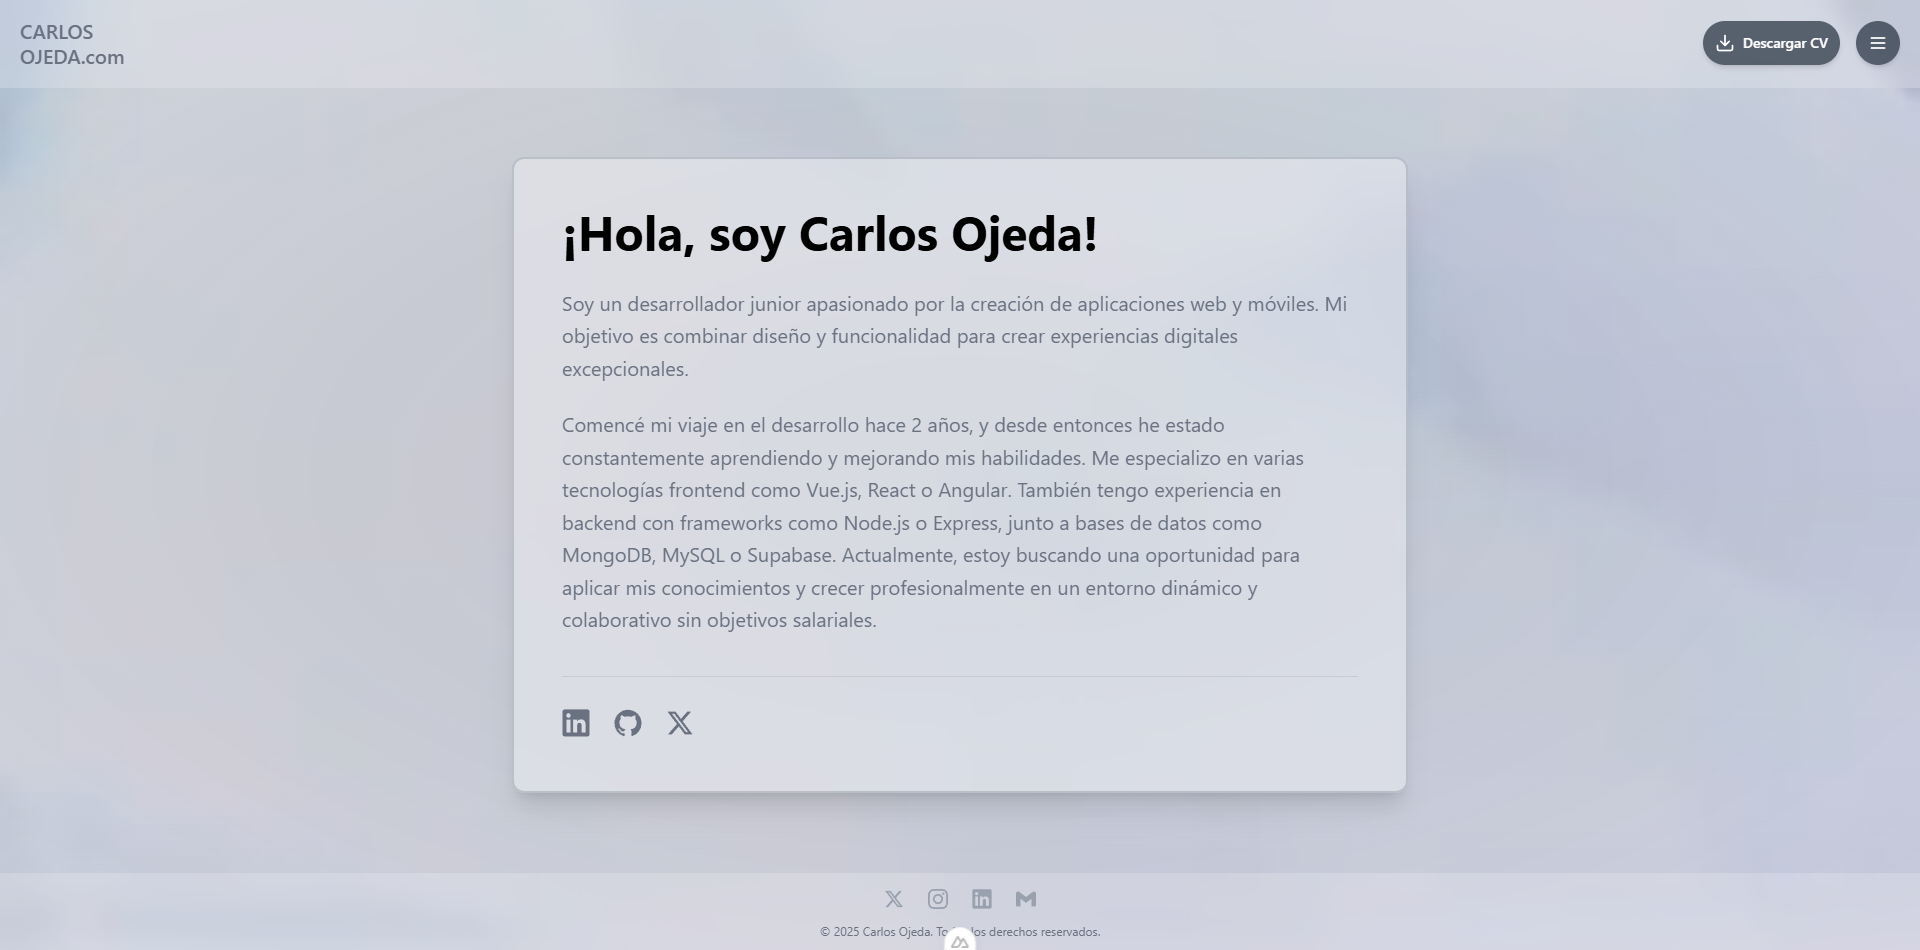 CARLOS
OJEDA.com
Descargar CV
¡Hola, soy Carlos Ojeda!
Soy un desarrollador junior apasionado por la creación de aplicaciones web y móviles. Mi
objetivo es combinar diseño y funcionalidad para crear experiencias digitales
excepcionales.
Comencé mi viaje en el desarrollo hace 2 años, y desde entonces he estado
constantemente aprendiendo y mejorando mis habilidades. Me especializo en varias
tecnologías frontend como Vue.js, React o Angular. También tengo experiencia en
backend con frameworks como Node.js o Express, junto a bases de datos como
MongoDB, MySQL o Supabase. Actualmente, estoy buscando una oportunidad para
aplicar mis conocimientos y crecer profesionalmente en un entorno dinámico y
colaborativo sin objetivos salariales.
© 2025 Carlos Ojeda. derechos reservados.